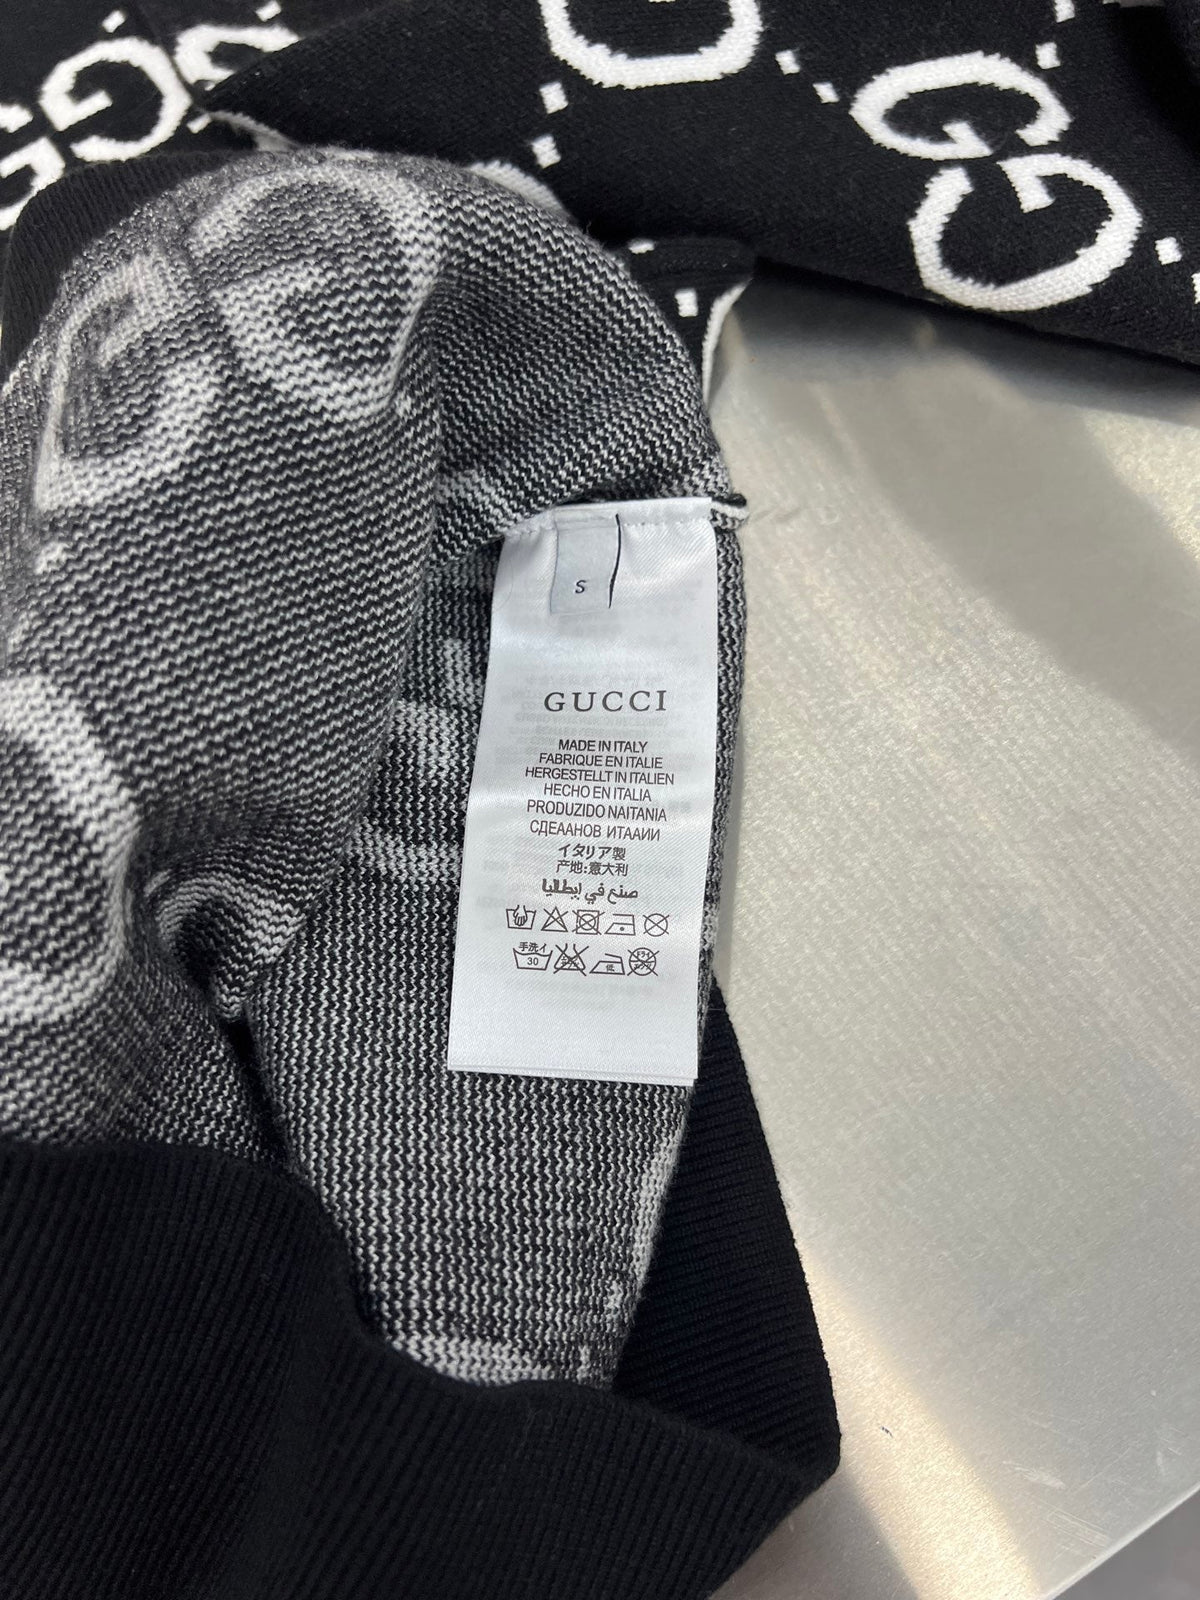 S
GUCCI
MADE IN ITALY
FABRIQUE EN ITALIE
HERGESTELLT IN ITALIEN
HECHO EN ITALIA
PRODUZIDO NAITANIA
СДЕААНОВ ИТААИИ
イタリア製
产地:意大利
صنع في إيطاليا
手洗イ
30 低